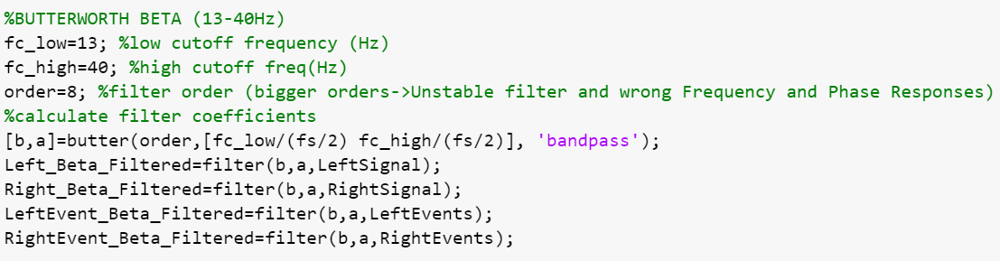 %BUTTERWORTH BETA (13-40Hz)
fc_low=13; %low cutoff frequency (Hz)
fc_high=40; %high cutoff freq(Hz)
order=8; %filter order (bigger orders->Unstable filter and wrong Frequency and Phase Responses)
%calculate filter coefficients
[b,a]=butter(order,[fc_low/(fs/2) fc_high/(fs/2)], 'bandpass');
Left_Beta_Filtered=filter(b,a,LeftSignal);
Right_Beta_Filtered=filter(b,a,RightSignal);
LeftEvent_Beta_Filtered=filter(b,a,LeftEvents);
RightEvent_Beta_Filtered=filter(b,a,RightEvents);